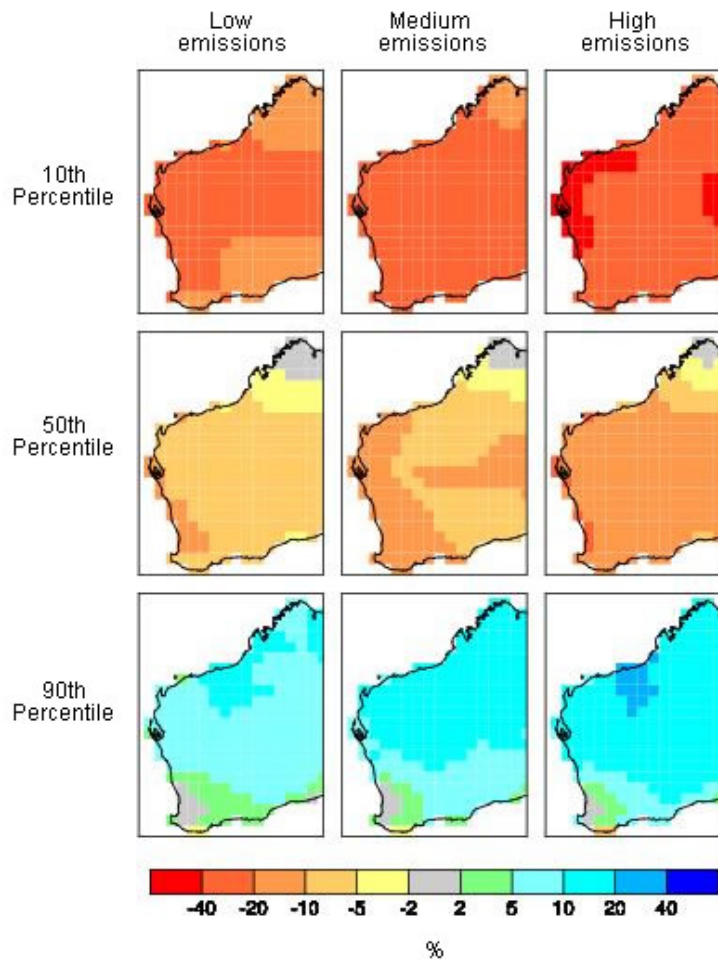 Low
emissions
Medium
emissions
High
emissions
10th
Percentile
50th
Percentile
90th
Percentile
-40 -20 -10 -5 -2 2 5 10 20 40
%